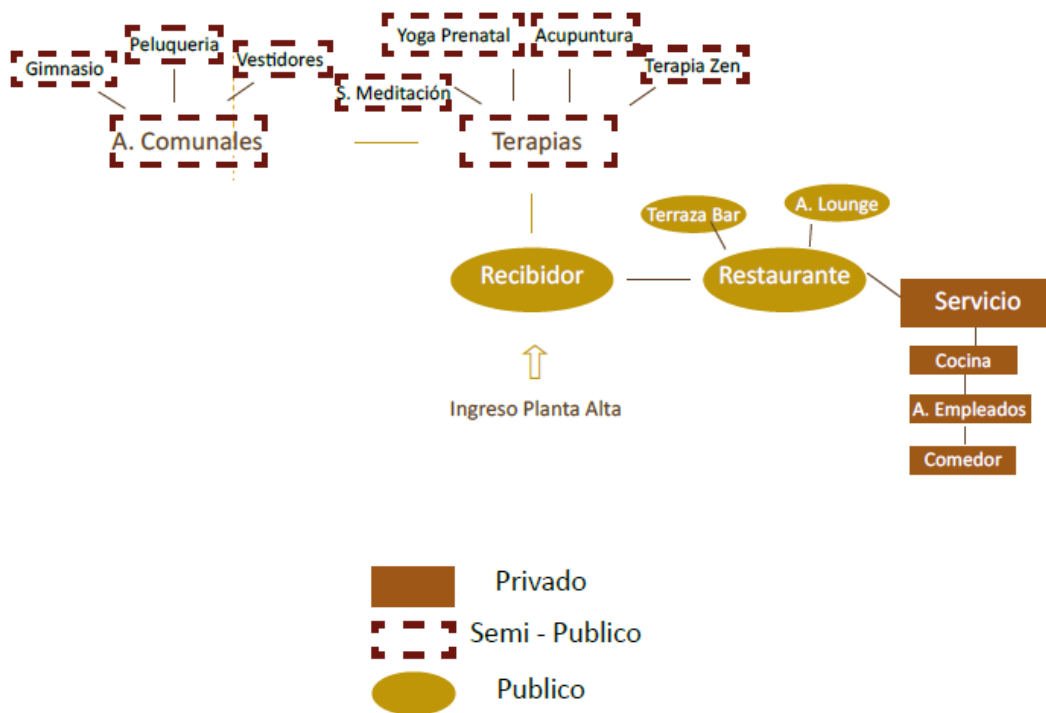 Yoga Prenatal
Acupuntura
Peluqueria
Vestidores
Gimnasio
Terapia Zen
S. Meditación
A. Comunales
Terapias
Terraza Bar
A. Lounge
Recibidor
Restaurante
Servicio
Cocina
Ingreso Planta Alta
A. Empleados
Comedor
Privado
Semi - Publico
Publico